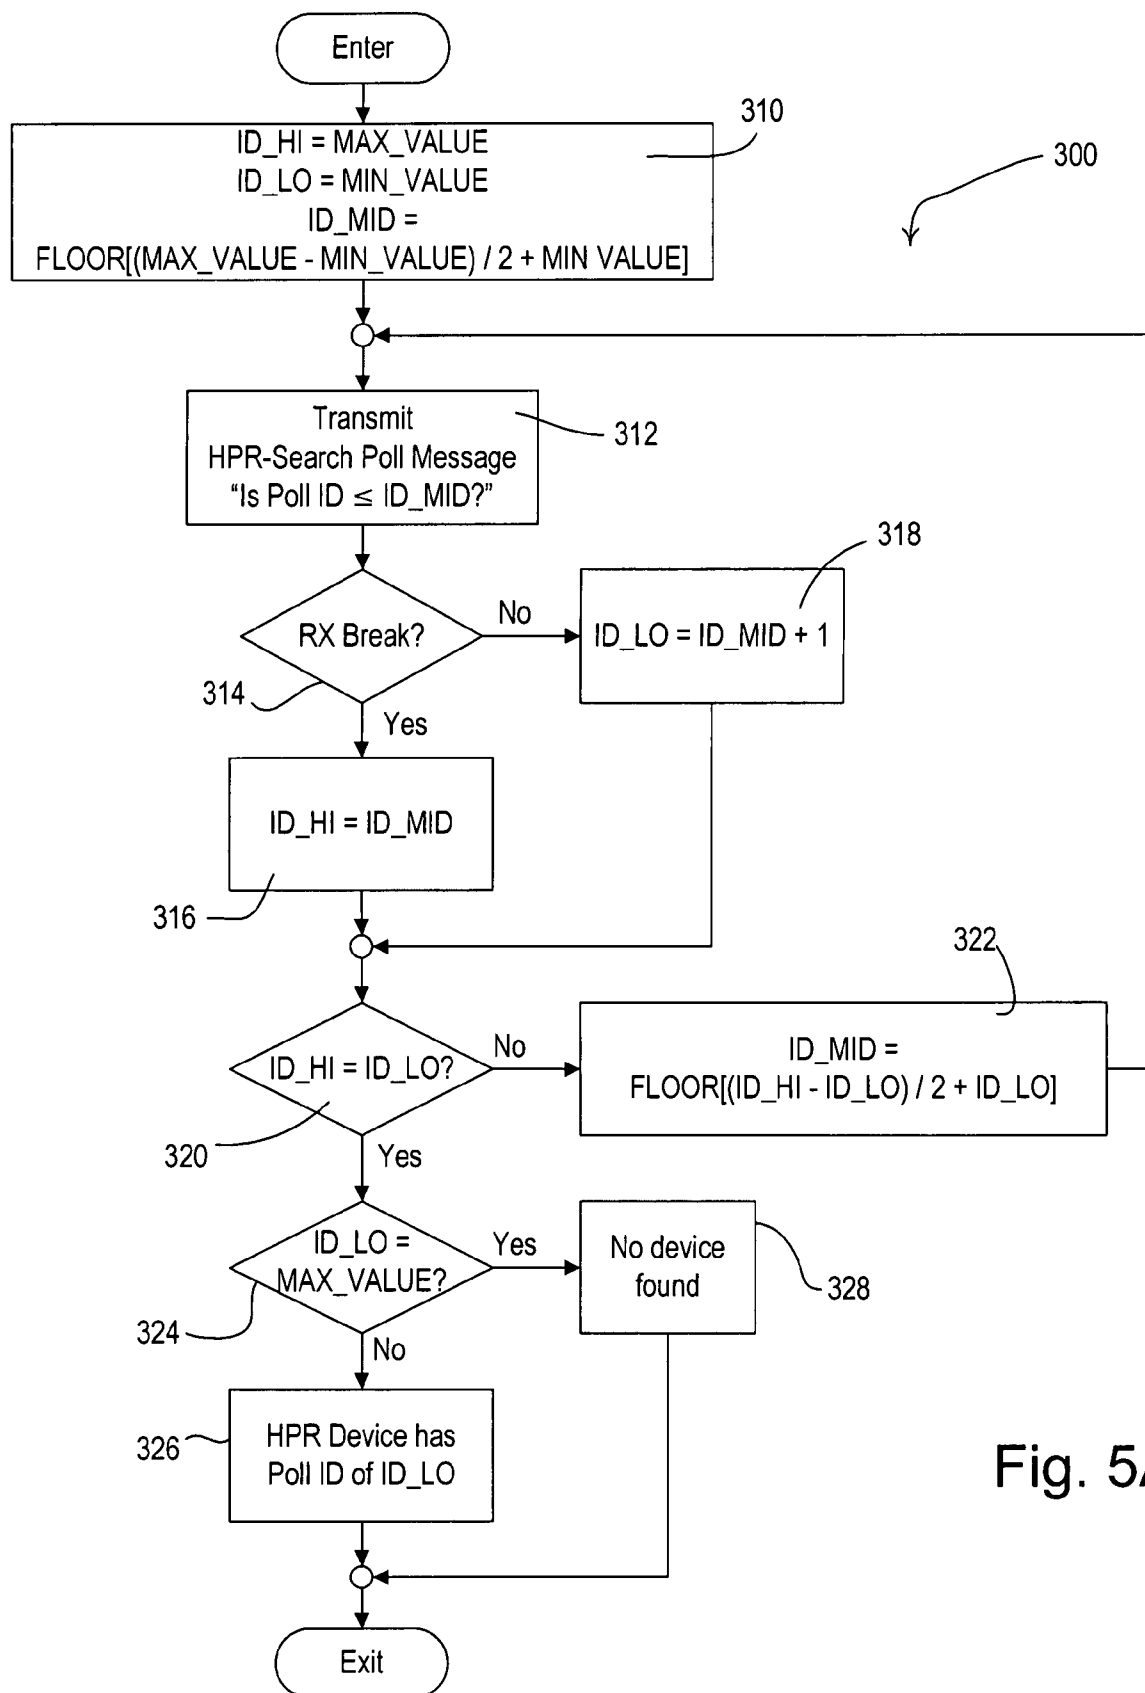 Enter
310
ID_HI = MAX_VALUE
ID_LO = MIN_VALUE
ID_MID =
FLOOR[(MAX_VALUE - MIN_VALUE) / 2 + MIN VALUE]
300
Transmit
HPR-Search Poll Message
“Is Poll ID ≤ ID_MID?”
312
318
RX Break?
No
ID_LO = ID_MID + 1
314
Yes
ID_HI = ID_MID
316
322
ID_HI = ID_LO?
No
ID_MID =
FLOOR[(ID_HI - ID_LO) / 2 + ID_LO]
320
Yes
ID_LO =
MAX_VALUE?
Yes
No device
found
328
324
No
HPR Device has
Poll ID of ID_LO
326
Fig. 5A
Exit